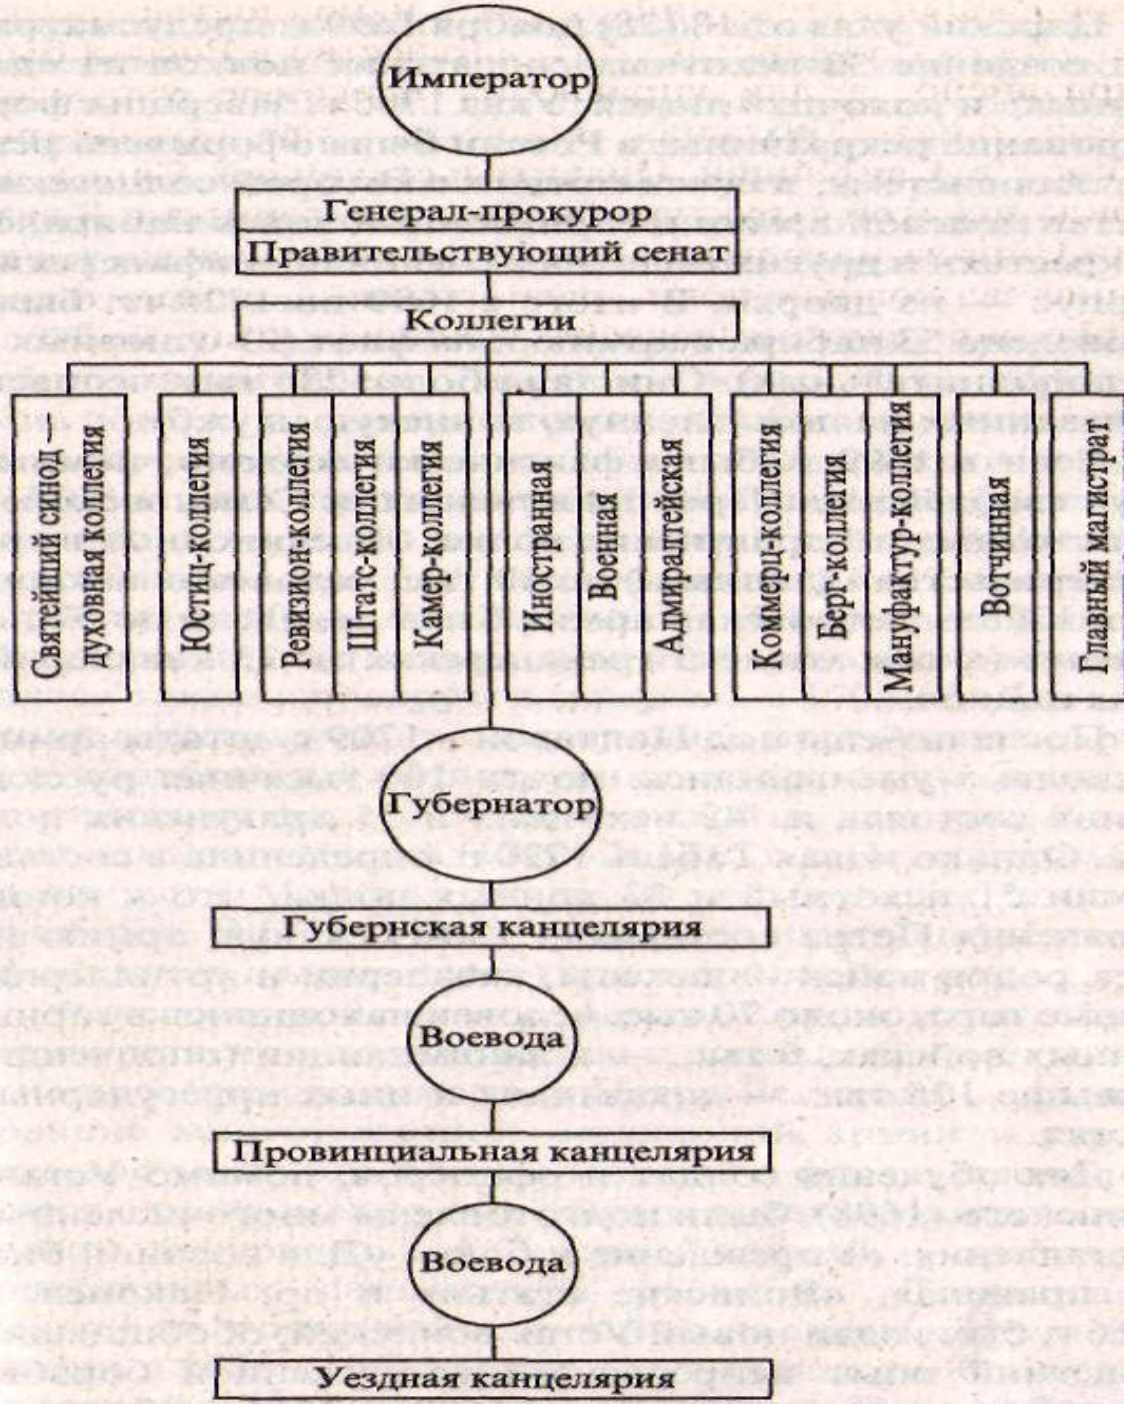 Император
Генерал-прокурор
Правительствующий сенат
Коллегии
Святейший синод —
духовная коллегия
Юстиц-коллегия
Ревизион-коллегия
Штатс-коллегия
Камер-коллегия
Иностранная
Военная
Адмиралтейская
Коммерц-коллегия
Берг-коллегия
Мануфактур-коллегия
Вотчинная
Главный магистрат
Губернатор
Губернская канцелярия
Воевода
Провинциальная канцелярия
Воевода
Уездная канцелярия